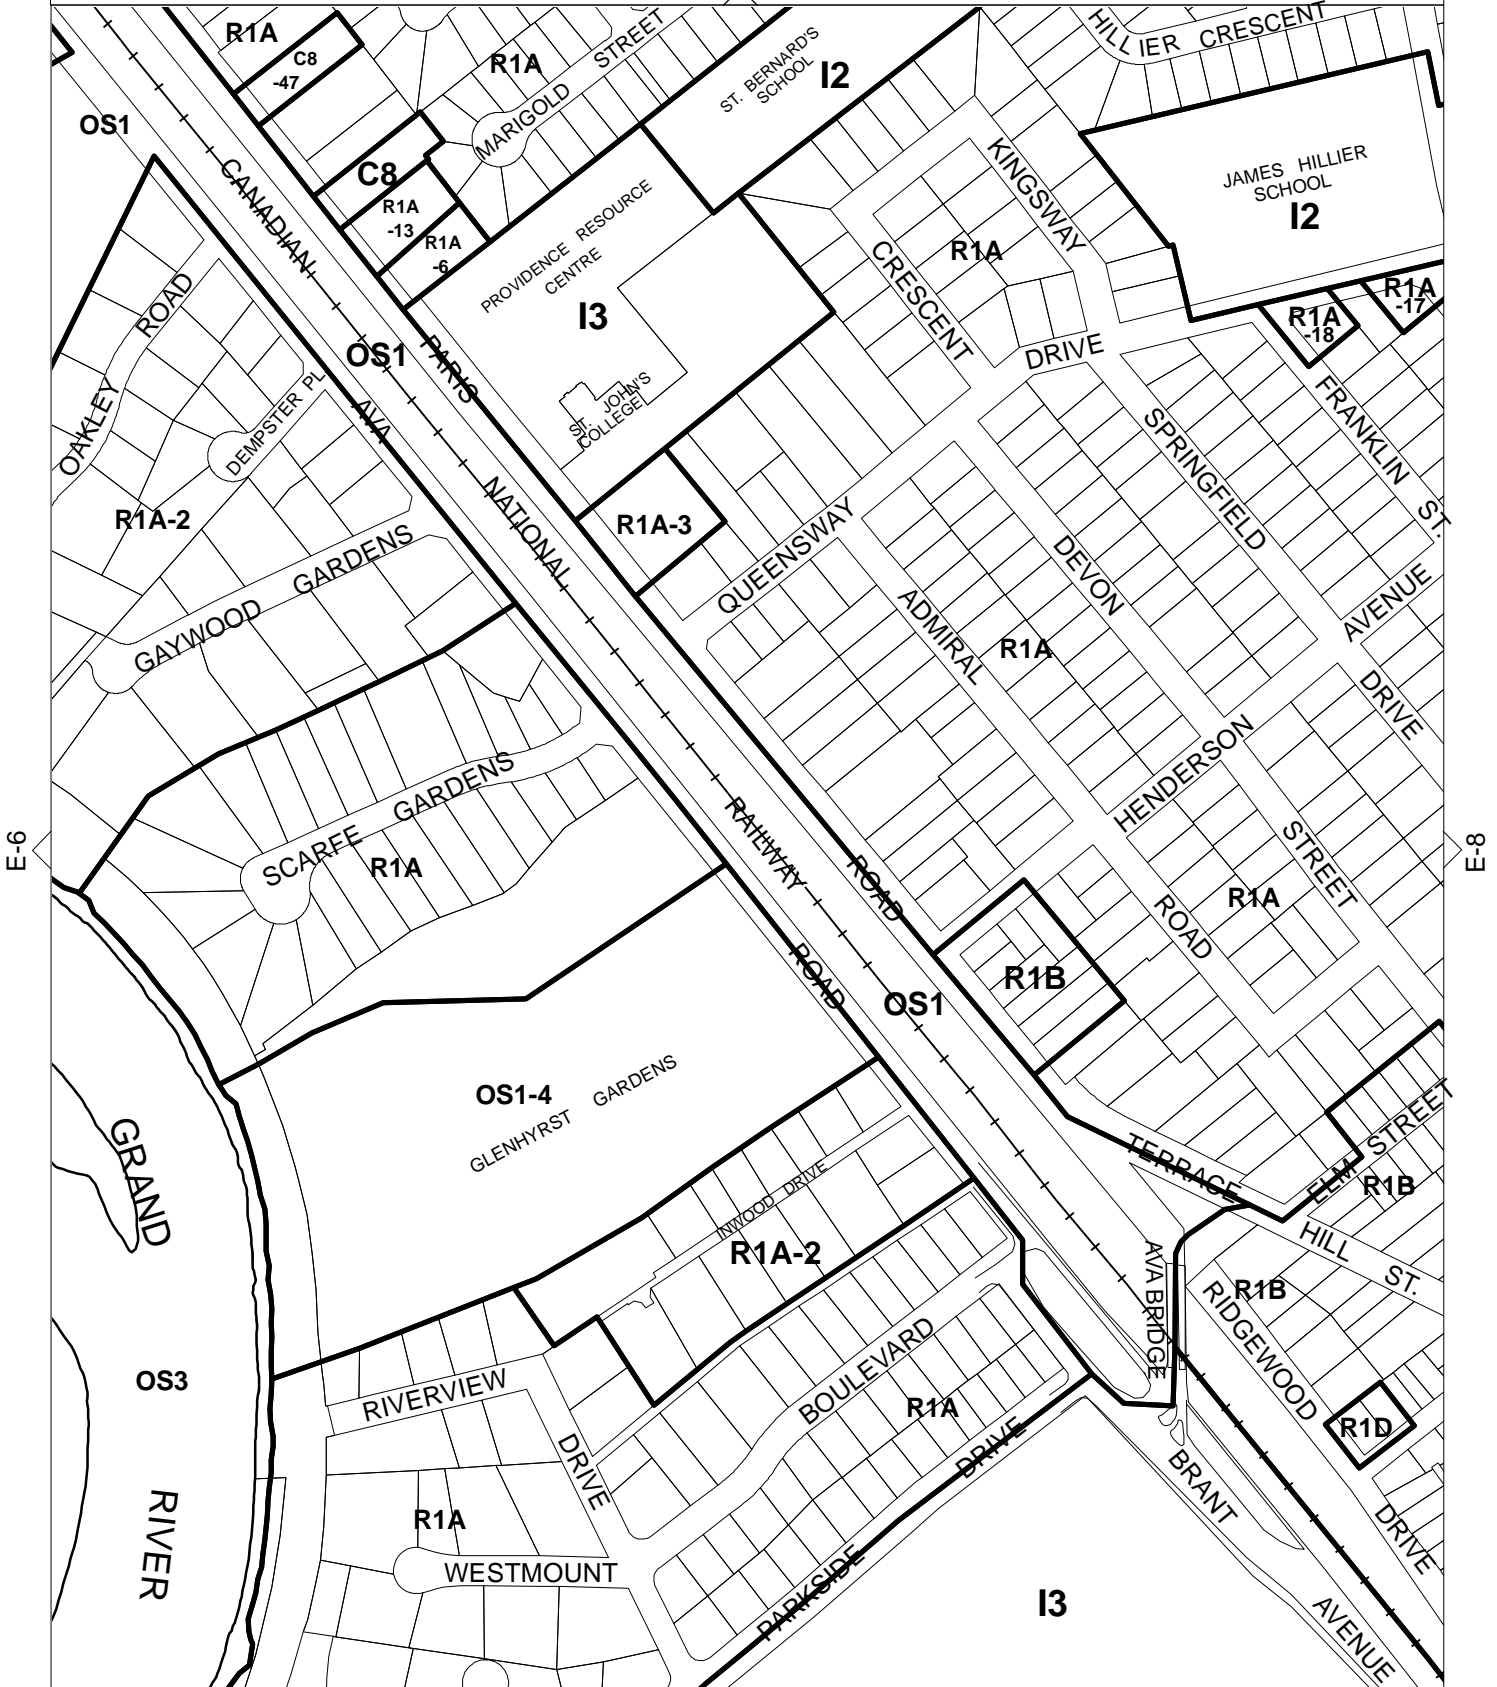 R1A
C8
-47
OS1
R1A
MARIGOLD STREET
ST. BERNARD'S
SCHOOL
I2
HILLIER CRESCENT
JAMES HILLIER
SCHOOL
I2
KINGSWAY
C8
R1A
-13
R1A
-6
PROVIDENCE RESOURCE
CENTRE
I3
R1A
CRESCENT
DRIVE
R1A
-17
R1A
-18
CANADIAN
OAKLEY ROAD
OS1
PARIS
AVA
DEMPSTER PL
ST. JOHN'S
COLLEGE
FRANKLIN ST.
SPRINGFIELD
R1A-2
R1A-3
NATIONAL
QUEENSWAY
DEVON
GAYWOOD GARDENS
ADMIRAL
R1A
AVENUE
DRIVE
HENDERSON
SCARFE GARDENS
R1A
RAILWAY
ROAD
STREET
E-6
E-8
R1A
ROAD
ROAD
R1B
OS1
OS1-4
GLENHYRST GARDENS
GRAND
TERRACE
ELM STREET
R1B
INWOOD DRIVE
R1A-2
HILL ST.
AVA BRIDGE
R1B
RIDGEWOOD
OS3
RIVERVIEW
BOULEVARD
R1A
R1D
DRIVE
DRIVE
BRANT
R1A
RIVER
WESTMOUNT
PARKSIDE
DRIVE
I3
AVENUE